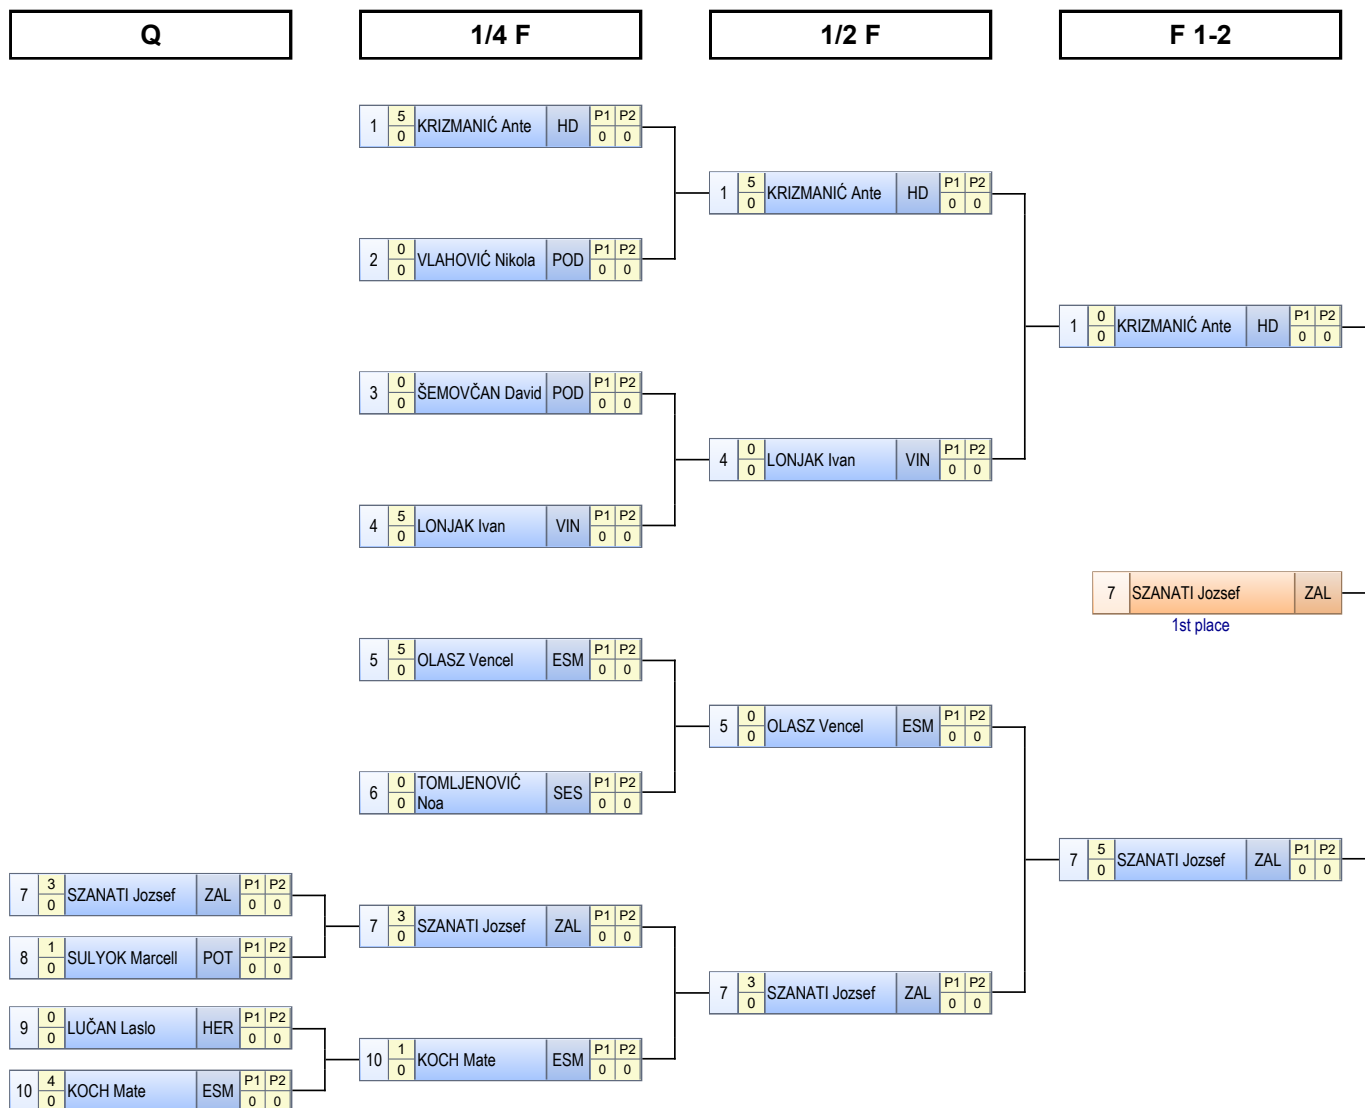 Q 1/4 F 1/2 F F 1-2
1 5 0 KRIZMANIĆ Ante HD P1 P2 0 0
1 5 0 KRIZMANIĆ Ante HD P1 P2 0 0
2 0 0 VLAHOVIĆ Nikola POD P1 P2 0 0
1 0 0 KRIZMANIĆ Ante HD P1 P2 0 0
3 0 0 ŠEMOVČAN David POD P1 P2 0 0
4 0 0 LONJAK Ivan VIN P1 P2 0 0
4 5 0 LONJAK Ivan VIN P1 P2 0 0
7 SZANATI Jozsef ZAL
1st place
5 5 0 OLASZ Vencel ESM P1 P2 0 0
5 0 0 OLASZ Vencel ESM P1 P2 0 0
6 0 0 TOMLJENOVIĆ
Noa SES P1 P2 0 0
7 5 0 SZANATI Jozsef ZAL P1 P2 0 0
7 3 0 SZANATI Jozsef ZAL P1 P2 0 0
7 3 0 SZANATI Jozsef ZAL P1 P2 0 0
8 1 0 SULYOK Marcell POT P1 P2 0 0
7 3 0 SZANATI Jozsef ZAL P1 P2 0 0
9 0 0 LUČAN Laslo HER P1 P2 0 0
10 1 0 KOCH Mate ESM P1 P2 0 0
10 4 0 KOCH Mate ESM P1 P2 0 0